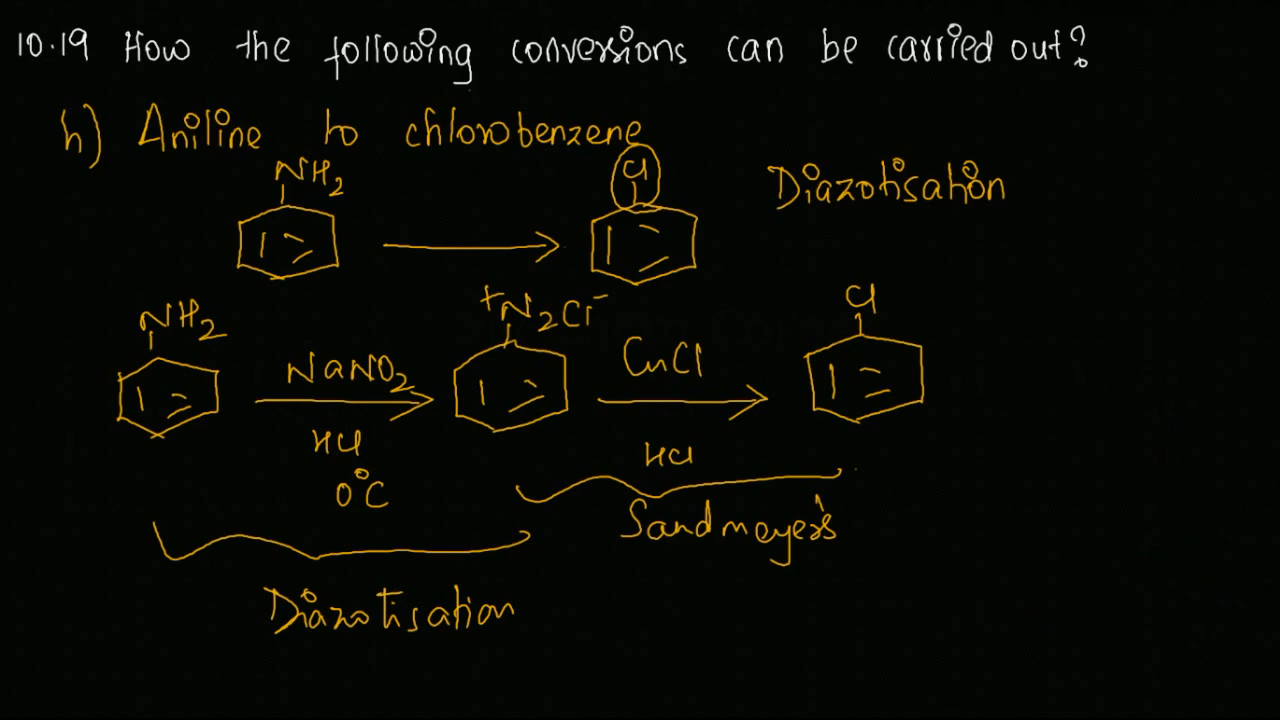 10.19 How the following conversions can be carried out?
h) Aniline to chlorobenzene
NH2 Cl Diazotisation
NH2 +N2Cl- Cl
NaNO2 CuCl
HCl HCl
0°C
Sandmeyer's
Diazotisation